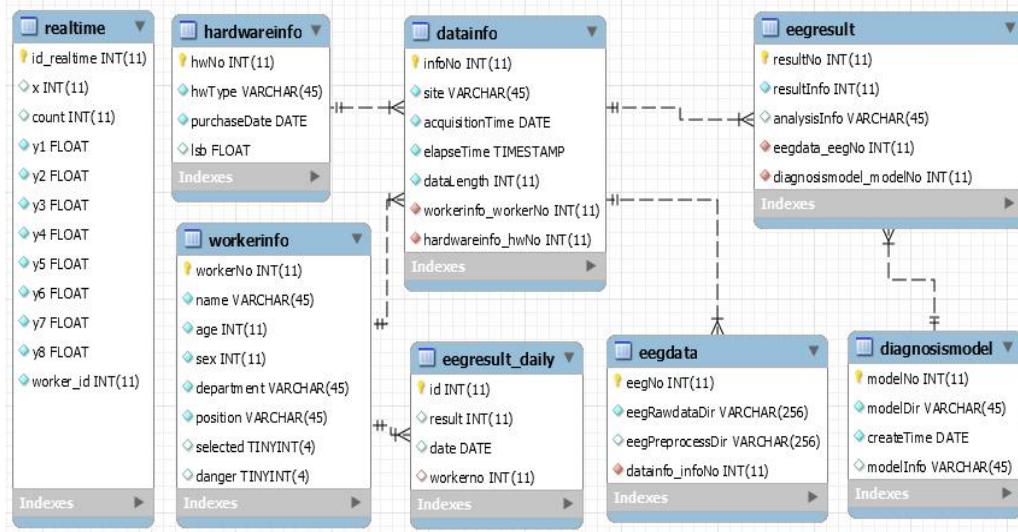 realtime
id_realtime INT(11)
x INT(11)
count INT(11)
y1 FLOAT
y2 FLOAT
y3 FLOAT
y4 FLOAT
y5 FLOAT
y6 FLOAT
y7 FLOAT
y8 FLOAT
worker_id INT(11)
Indexes
hardwareinfo
hwNo INT(11)
hwType VARCHAR(45)
purchaseDate DATE
lsb FLOAT
Indexes
workerinfo
workerNo INT(11)
name VARCHAR(45)
age INT(11)
sex INT(11)
department VARCHAR(45)
position VARCHAR(45)
selected TINYINT(4)
danger TINYINT(4)
Indexes
datainfo
infoNo INT(11)
site VARCHAR(45)
acquisitionTime DATE
elapseTime TIMESTAMP
dataLength INT(11)
workerinfo_workerNo INT(11)
hardwareinfo_hwNo INT(11)
Indexes
eegresult_daily
id INT(11)
result INT(11)
date DATE
workerno INT(11)
Indexes
eegresult
resultNo INT(11)
resultInfo INT(11)
analysisInfo VARCHAR(45)
eegdata_eegNo INT(11)
diagnosismodel_modelNo INT(11)
Indexes
eegdata
eegNo INT(11)
eegRawdataDir VARCHAR(256)
eegPreprocessDir VARCHAR(256)
datainfo_infoNo INT(11)
Indexes
diagnosismodel
modelNo INT(11)
modelDir VARCHAR(45)
createTime DATE
modelInfo VARCHAR(45)
Indexes